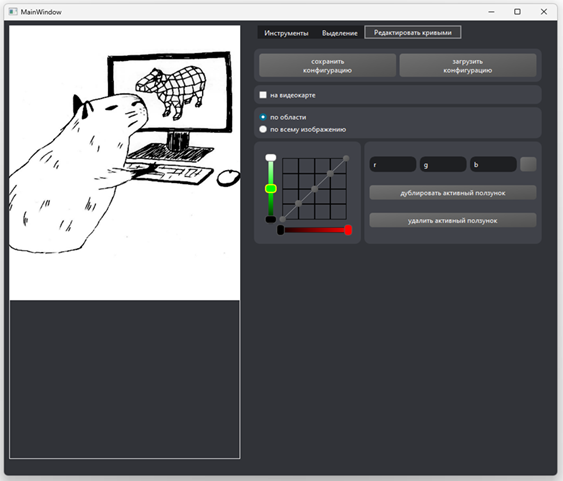 MainWindow
Инструменты Выделение Редактировать кривыми
сохранить
конфигурацию
загрузить
конфигурацию
на видеокарте
по области
по всему изображению
r g b
дублировать активный ползунок
удалить активный ползунок